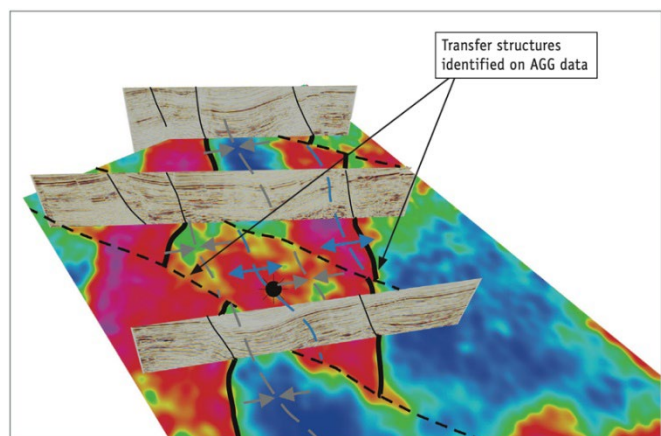 Transfer structures
identified on AGG data